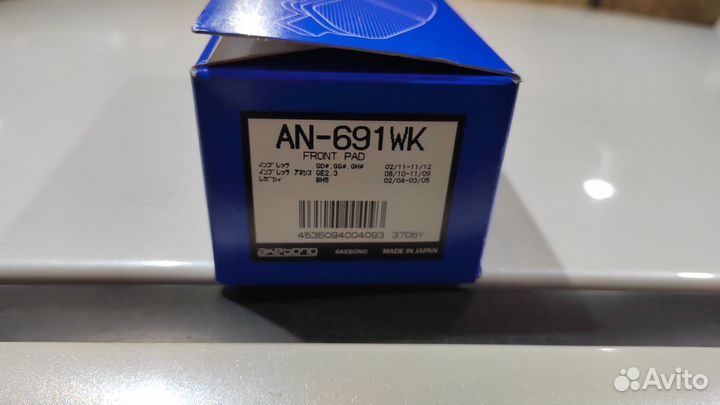 AN-691WK
FRONT PAD
インプレッサ GD#.GG#.GH# 02/11-11/12
インプレッサ アネシス GE2.3 08/10-11/09
レガシィ BH5 02/04-03/05
4535094004093 3706Y
akebono AKEBONO MADE IN JAPAN
Avito